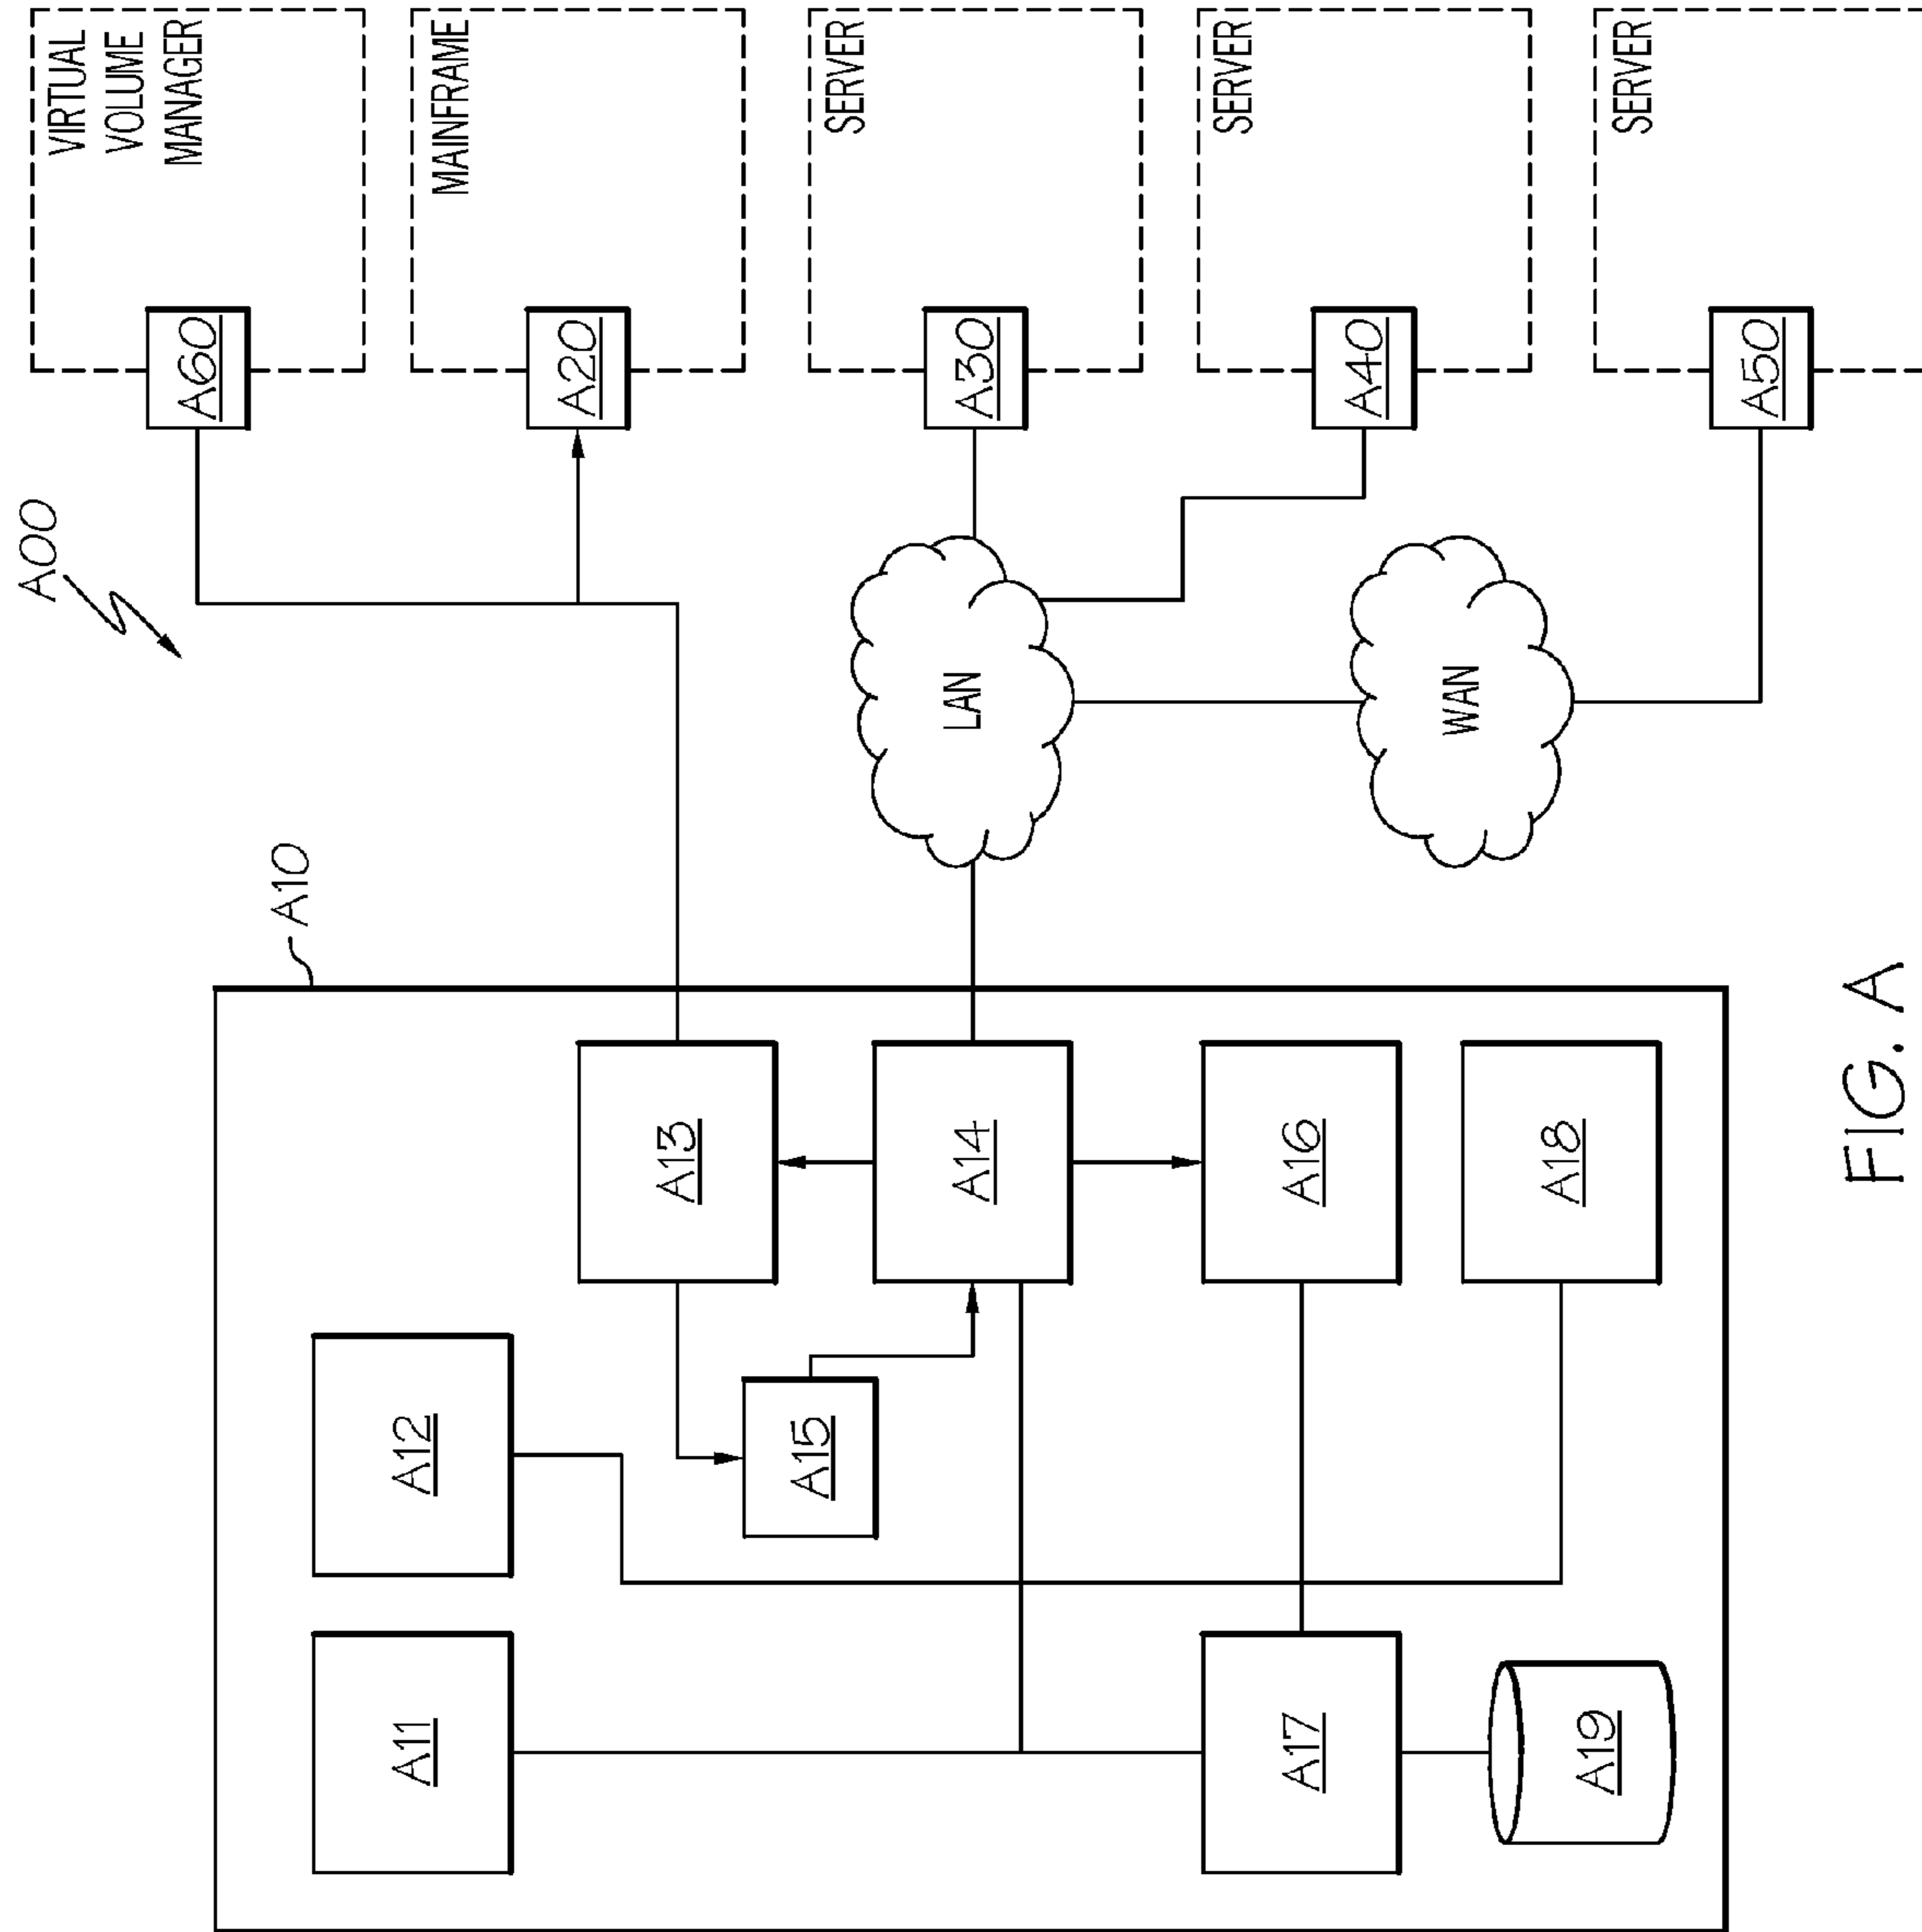 A00
A10
A11
A12
A13
A14
A15
A16
A17
A18
A19
LAN
WAN
A60
VIRTUAL
VOLUME
MANAGER
A20
MAINFRAME
A30
SERVER
A40
SERVER
A50
SERVER
FIG. A